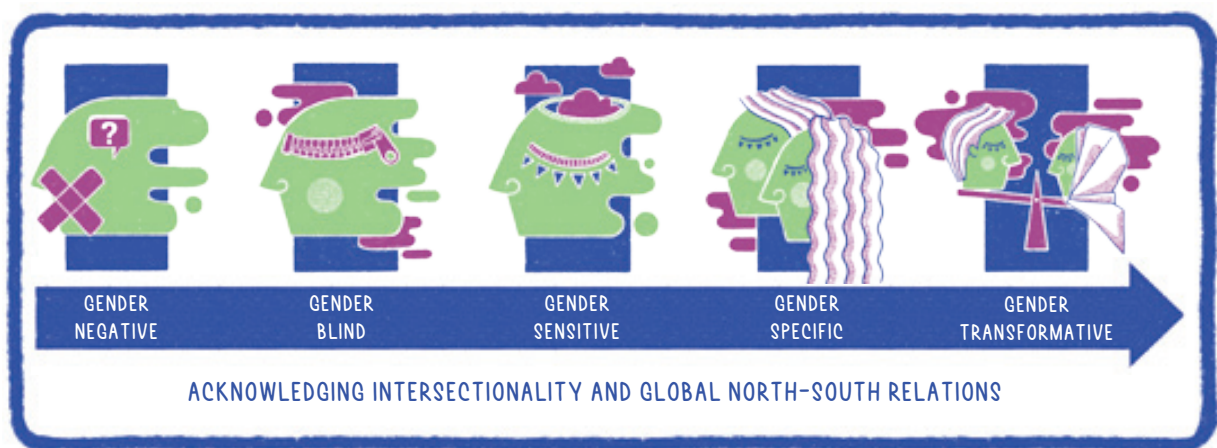 ?
GENDER
NEGATIVE
GENDER
BLIND
GENDER
SENSITIVE
GENDER
SPECIFIC
GENDER
TRANSFORMATIVE
ACKNOWLEDGING INTERSECTIONALITY AND GLOBAL NORTH-SOUTH RELATIONS